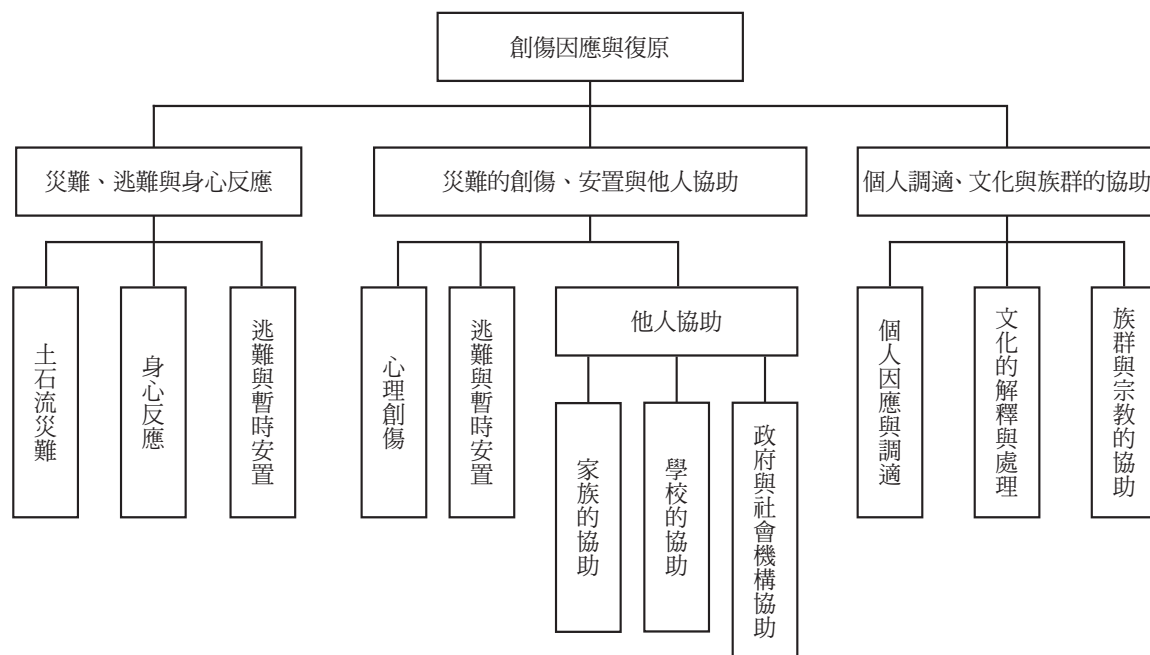 創傷因應與復原
災難、逃難與身心反應
災難的創傷、安置與他人協助
個人調適、文化與族群的協助
土石流災難
身心反應
逃難與暫時安置
心理創傷
逃難與暫時安置
他人協助
家族的協助
學校的協助
政府與社會機構協助
個人因應與調適
文化的解釋與處理
族群與宗教的協助